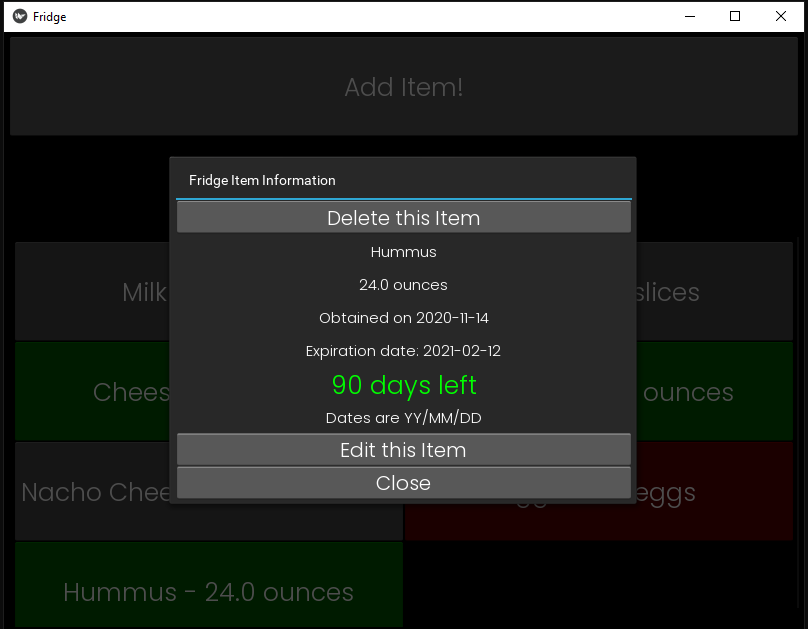 Fridge
Add Item!
Fridge Item Information
Delete this Item
Hummus
24.0 ounces
Obtained on 2020-11-14
Expiration date: 2021-02-12
90 days left
Dates are YY/MM/DD
Edit this Item
Close
Milk
slices
ounces
Nacho
eggs
Hummus - 24.0 ounces